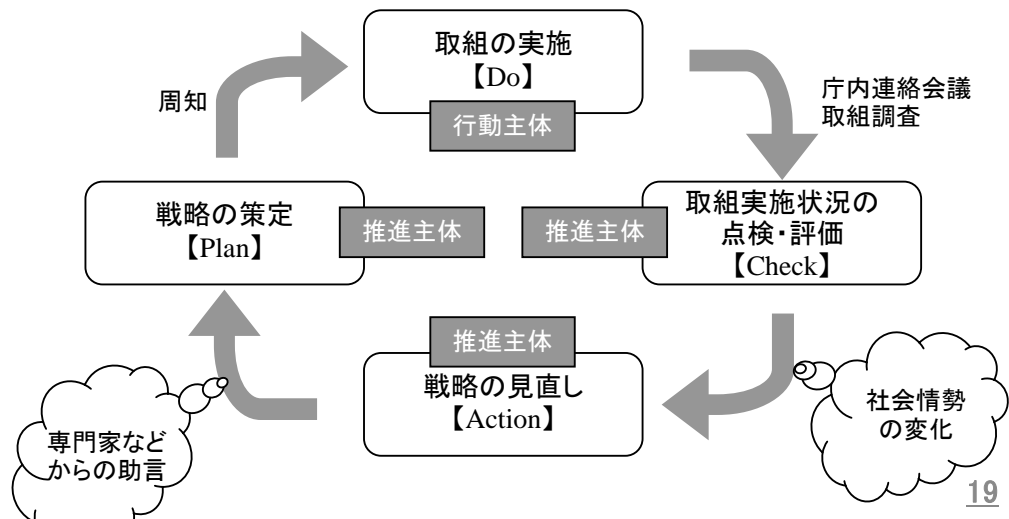 取組の実施
【Do】
行動主体
周知
庁内連絡会議
取組調査
戦略の策定
【Plan】
推進主体
推進主体
取組実施状況の
点検・評価
【Check】
推進主体
戦略の見直し
【Action】
専門家など
からの助言
社会情勢
の変化
19